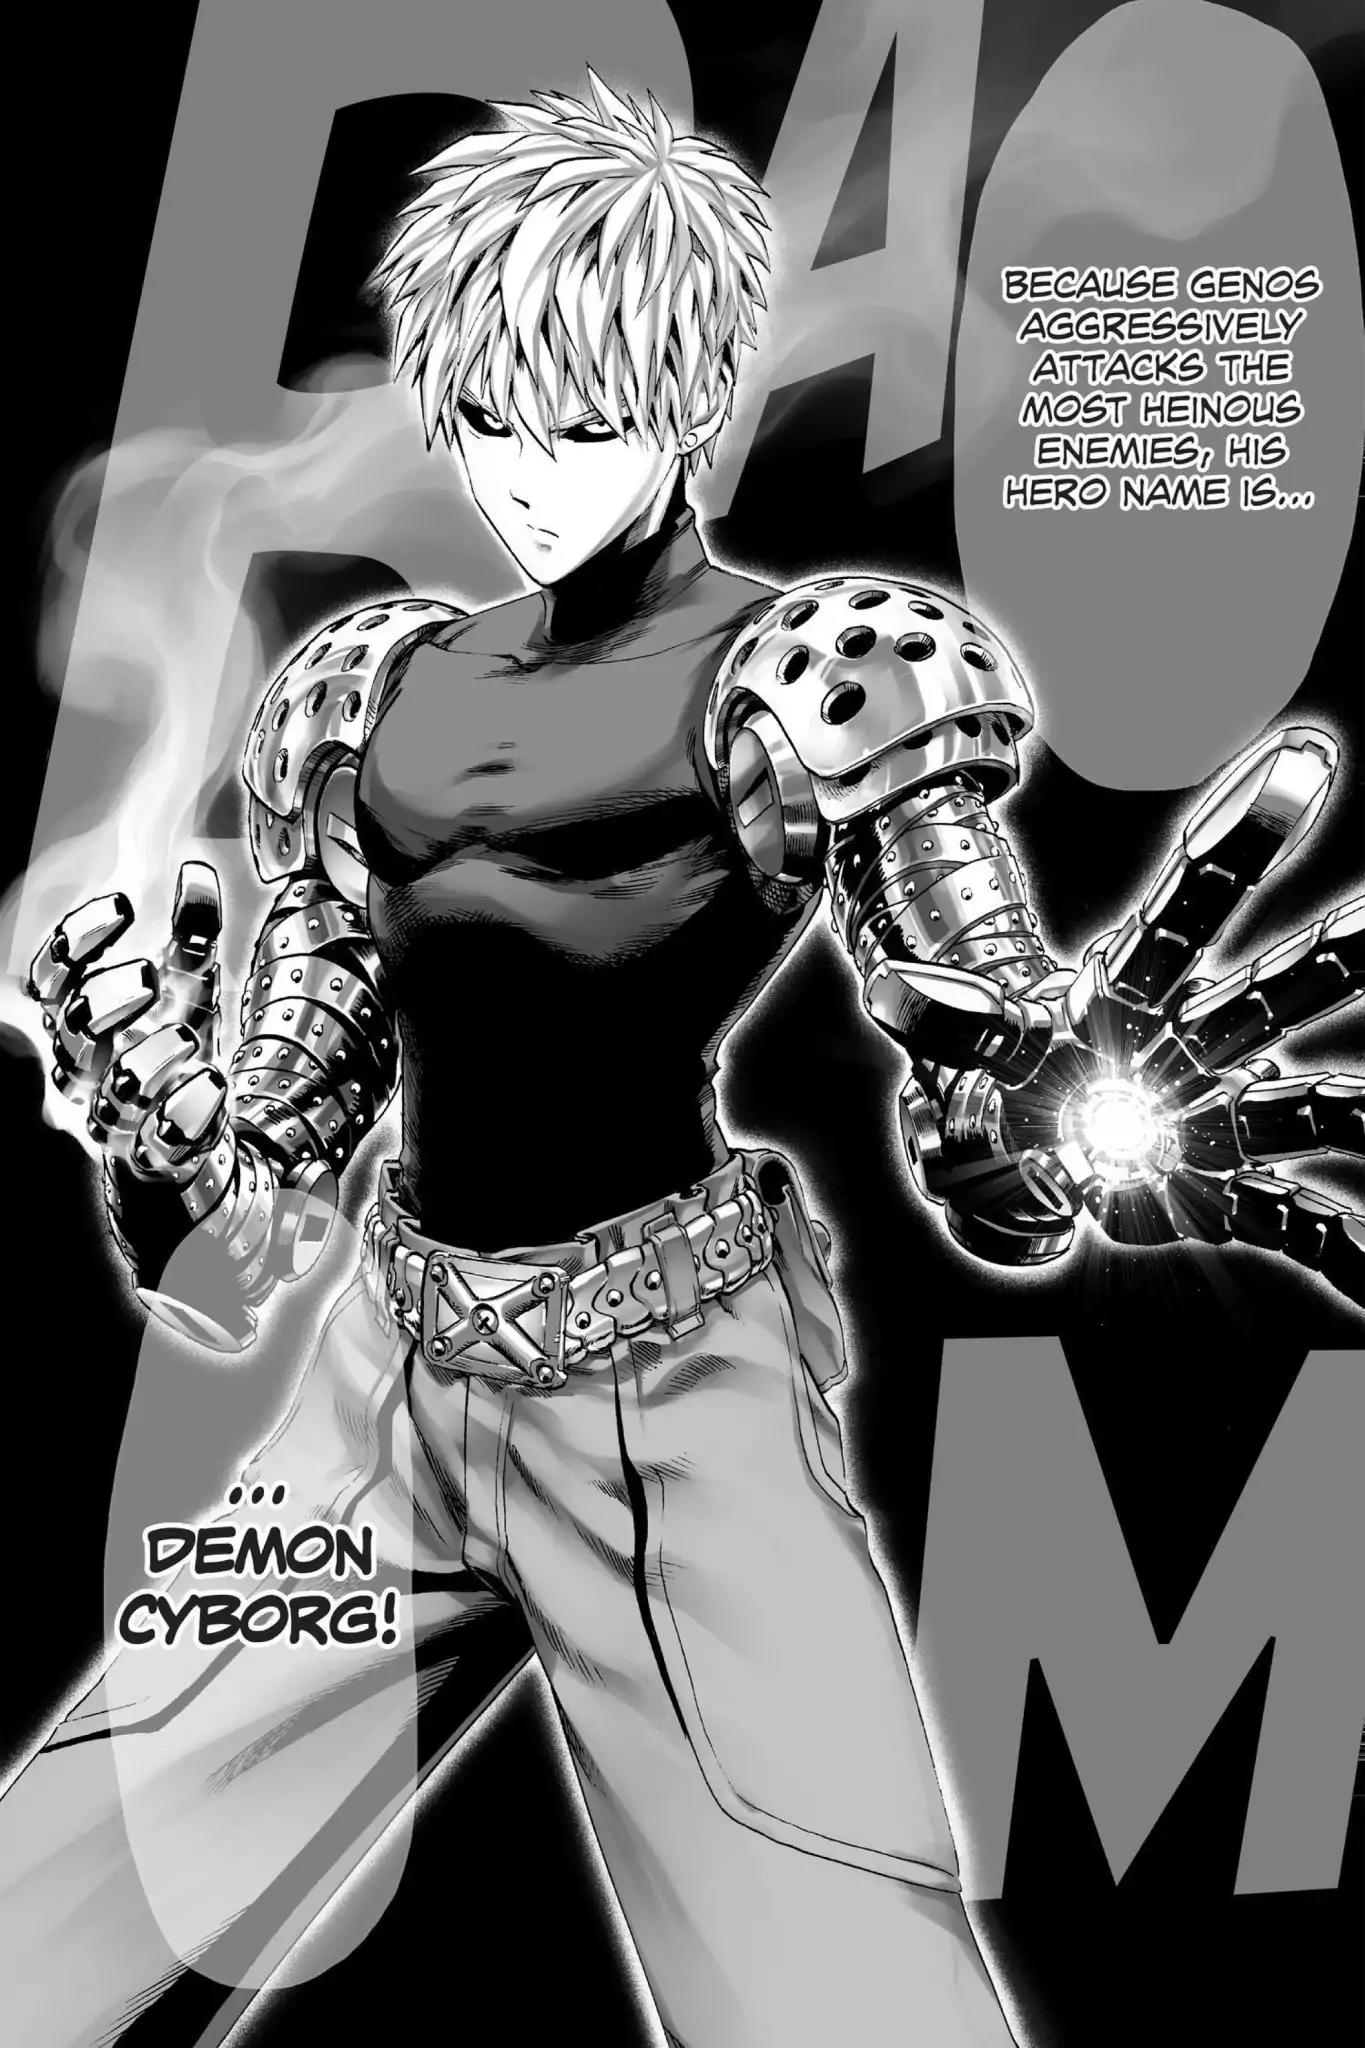 BECAUSE GENOS
AGGRESSIVELY
ATTACKS THE
MOST HEINOUS
ENEMIES, HIS
HERO NAME IS...
...
DEMON
CYBORG!